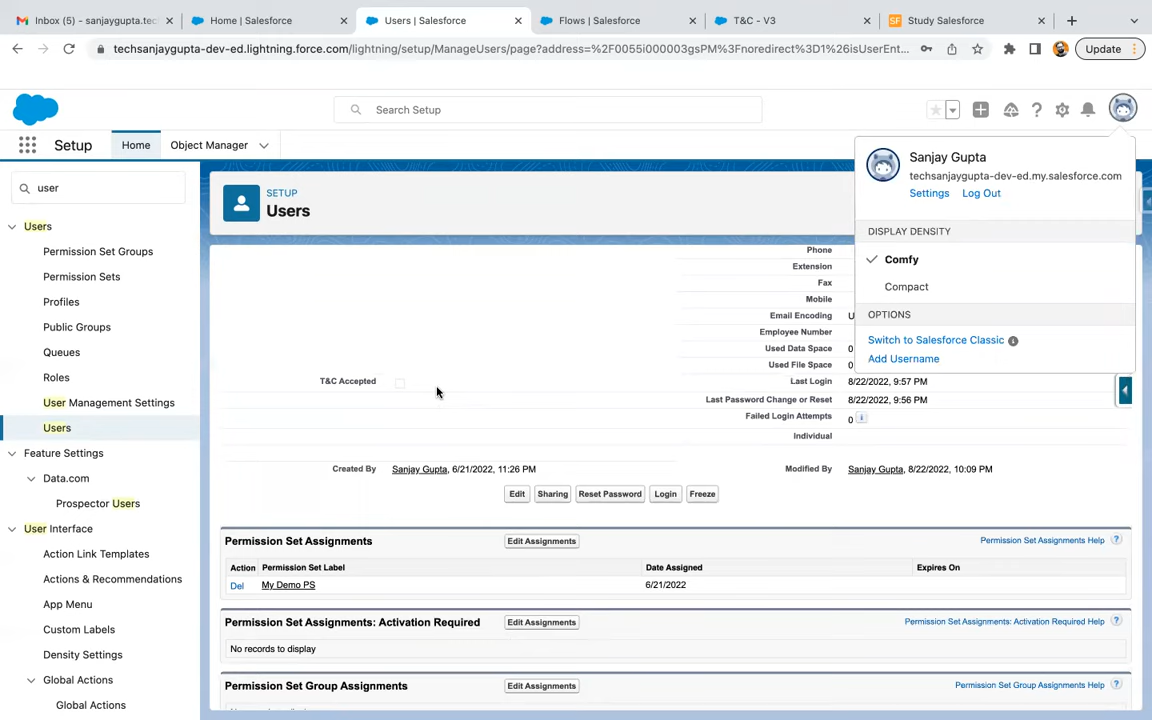 Inbox (5) - sanjaygupta.tec
Home | Salesforce
Users | Salesforce
Flows | Salesforce
T&C - V3
SF
Study Salesforce
techsanjaygupta-dev-ed.lightning.force.com/lightning/setup/ManageUsers/page?address=%2F0055i000003gsPM%3Fnoredirect%3D1%26isUserEnt...
Update
Search Setup
Setup
Home
Object Manager
Sanjay Gupta
techsanjaygupta-dev-ed.my.salesforce.com
Settings
Log Out
DISPLAY DENSITY
Comfy
Compact
OPTIONS
Switch to Salesforce Classic
Add Username
user
Users
Permission Set Groups
Permission Sets
Profiles
Public Groups
Queues
Roles
User Management Settings
Users
Feature Settings
Data.com
Prospector Users
User Interface
Action Link Templates
Actions & Recommendations
App Menu
Custom Labels
Density Settings
Global Actions
Global Actions
SETUP
Users
Phone
Extension
Fax
Mobile
Email Encoding
Employee Number
Used Data Space 0
Used File Space 0
T&C Accepted
Last Login 8/22/2022, 9:57 PM
Last Password Change or Reset 8/22/2022, 9:56 PM
Failed Login Attempts 0
Individual
Created By Sanjay Gupta, 6/21/2022, 11:26 PM
Modified By Sanjay Gupta, 8/22/2022, 10:09 PM
Edit Sharing Reset Password Login Freeze
Permission Set Assignments Edit Assignments Permission Set Assignments Help ?
Action Permission Set Label Date Assigned Expires On
Del My Demo PS 6/21/2022
Permission Set Assignments: Activation Required Edit Assignments Permission Set Assignments: Activation Required Help ?
No records to display
Permission Set Group Assignments Edit Assignments Permission Set Group Assignments Help ?